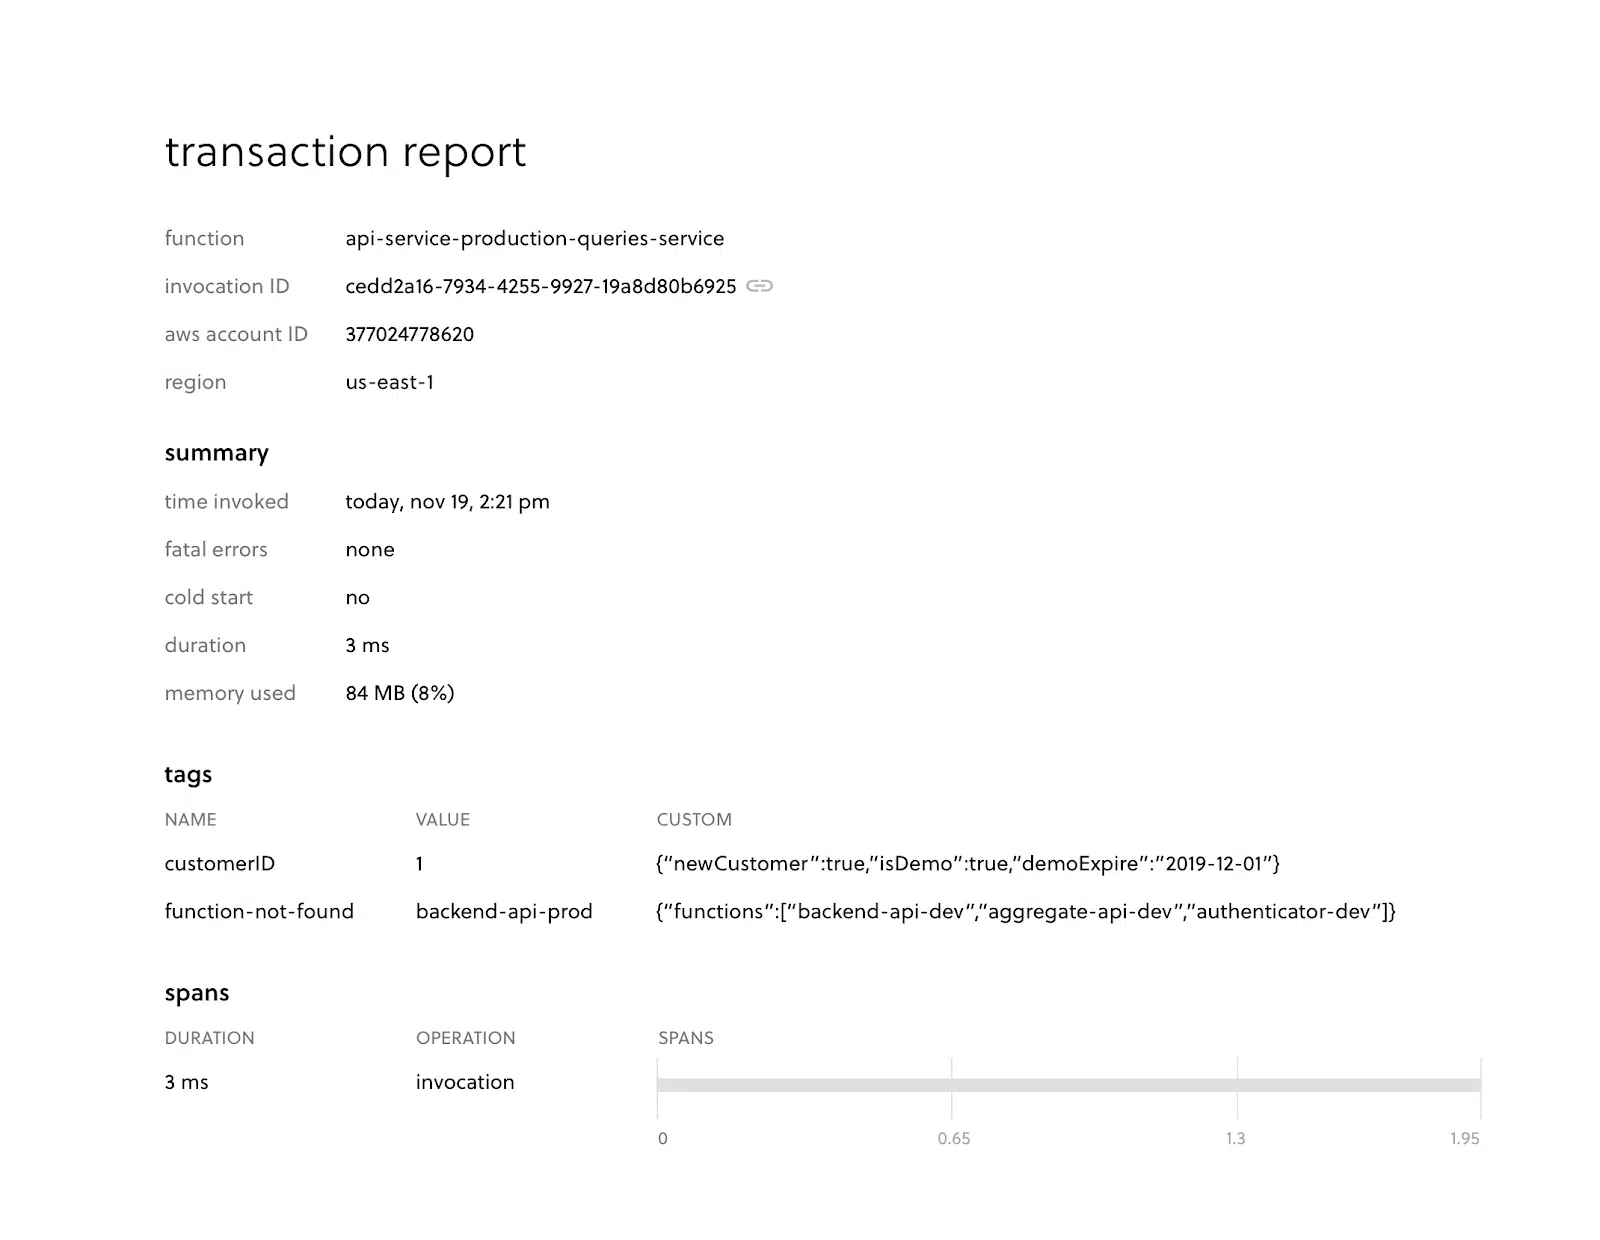 transaction report
function api-service-production-queries-service
invocation ID cedd2a16-7934-4255-9927-19a8d80b6925
aws account ID 377024778620
region us-east-1
summary
time invoked today, nov 19, 2:21 pm
fatal errors none
cold start no
duration 3 ms
memory used 84 MB (8%)
tags
NAME VALUE CUSTOM
customerID 1 {“newCustomer”:true,”isDemo”:true,”demoExpire”:”2019-12-01”}
function-not-found backend-api-prod {“functions”:[“backend-api-dev”,”aggregate-api-dev”,”authenticator-dev”]}
spans
DURATION OPERATION SPANS
3 ms invocation
0 0.65 1.3 1.95